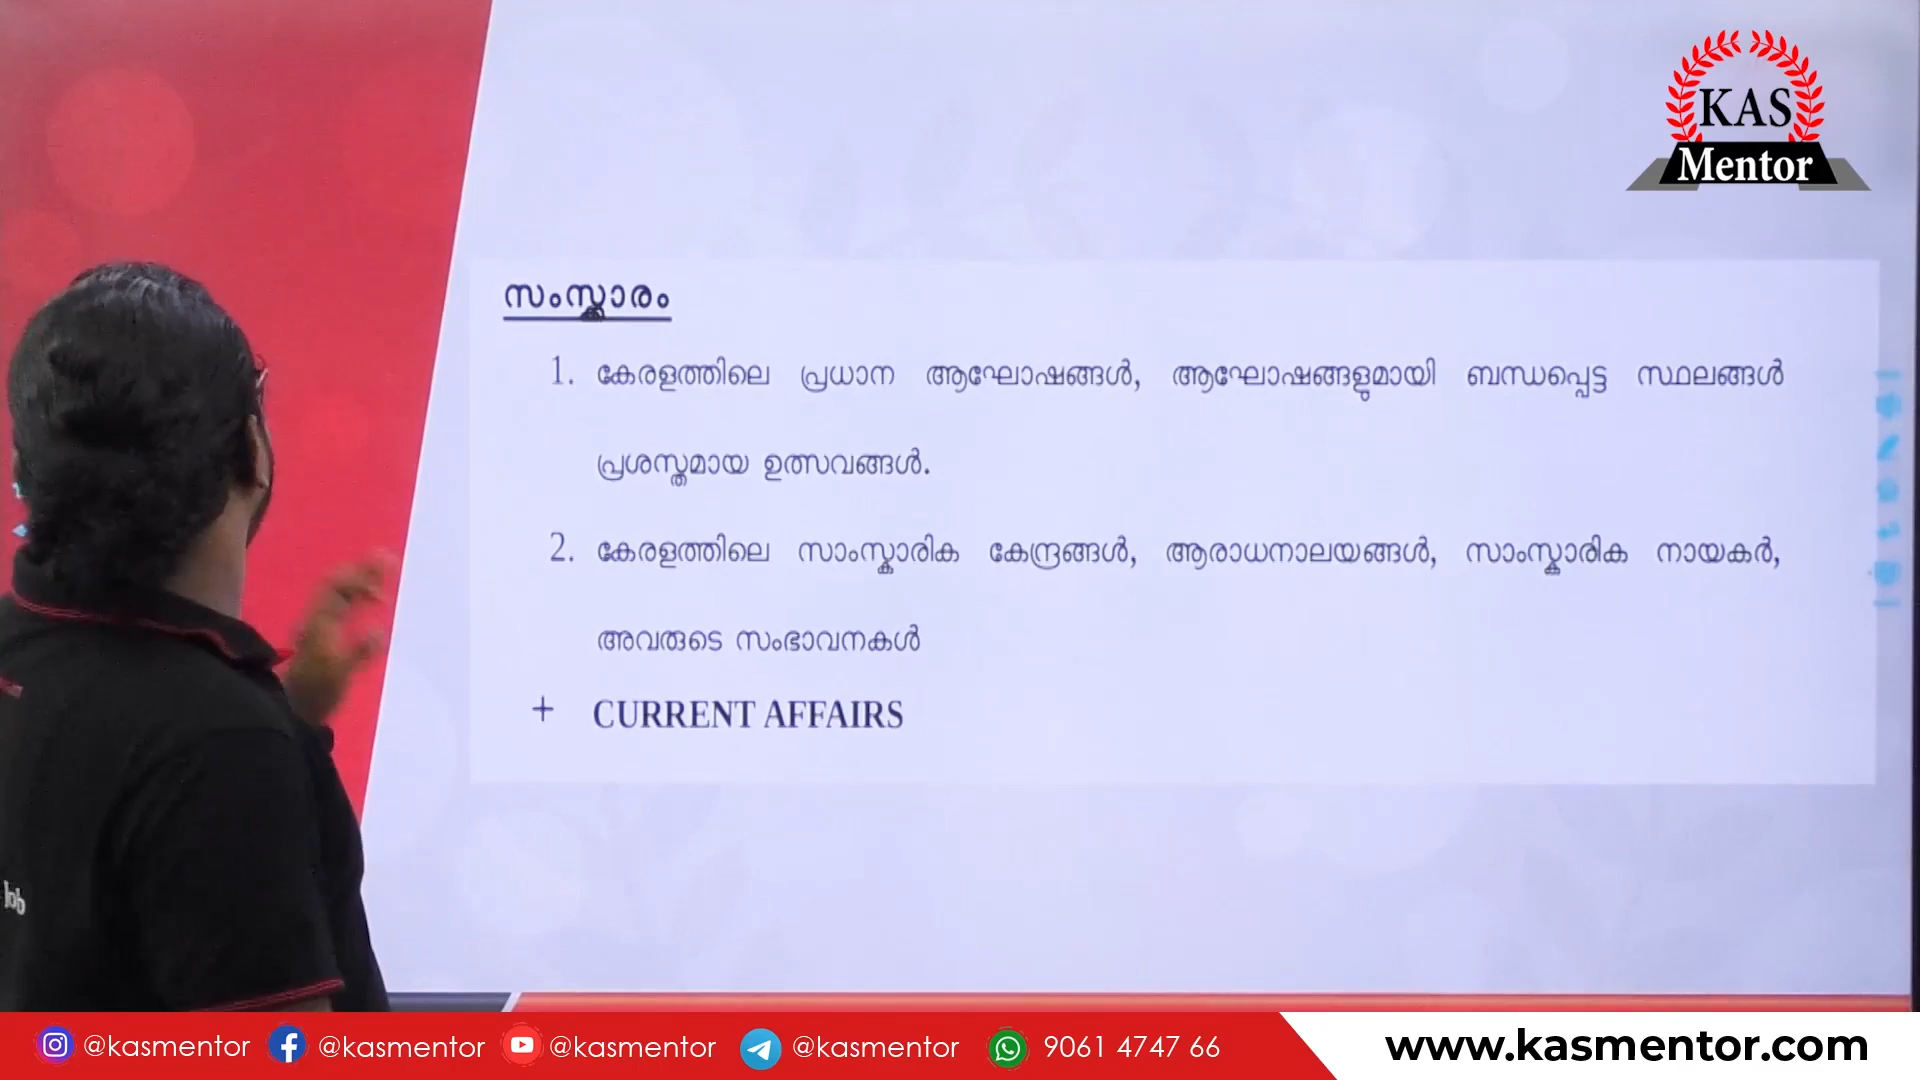 KAS
Mentor
സംസ്ക്കാരം
1. കേരളത്തിലെ പ്രധാന ആഘോഷങ്ങൾ, ആഘോഷങ്ങളുമായി ബന്ധപ്പെട്ട സ്ഥലങ്ങൾ
പ്രശസ്തമായ ഉത്സവങ്ങൾ.
2. കേരളത്തിലെ സാംസ്കാരിക കേന്ദ്രങ്ങൾ, ആരാധനാലയങ്ങൾ, സാംസ്കാരിക നായകർ,
അവരുടെ സംഭാവനകൾ
+ CURRENT AFFAIRS
Job
@kasmentor @kasmentor @kasmentor @kasmentor 9061 4747 66
www.kasmentor.com